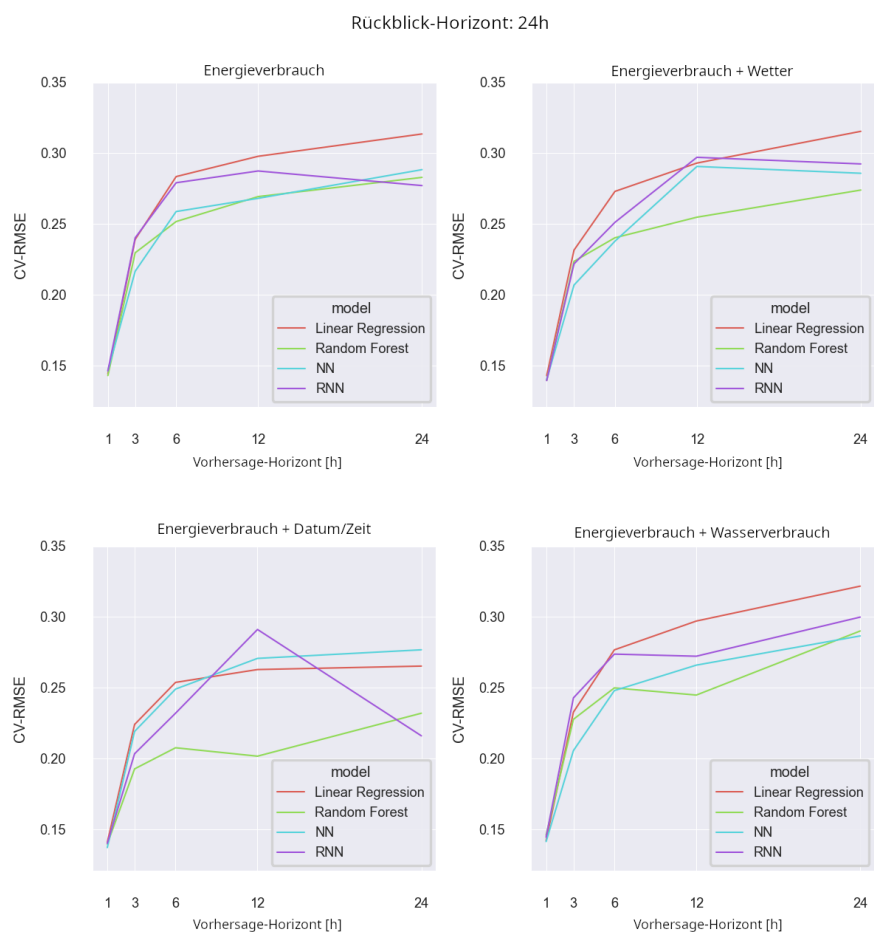 Rückblick-Horizont: 24h
Energieverbrauch
0.35
0.30
0.25
0.20
0.15
CV-RMSE
model
Linear Regression
Random Forest
NN
RNN
1 3 6 12 24
Vorhersage-Horizont [h]
Energieverbrauch + Wetter
0.35
0.30
0.25
0.20
0.15
CV-RMSE
model
Linear Regression
Random Forest
NN
RNN
1 3 6 12 24
Vorhersage-Horizont [h]
Energieverbrauch + Datum/Zeit
0.35
0.30
0.25
0.20
0.15
CV-RMSE
model
Linear Regression
Random Forest
NN
RNN
1 3 6 12 24
Vorhersage-Horizont [h]
Energieverbrauch + Wasserverbrauch
0.35
0.30
0.25
0.20
0.15
CV-RMSE
model
Linear Regression
Random Forest
NN
RNN
1 3 6 12 24
Vorhersage-Horizont [h]